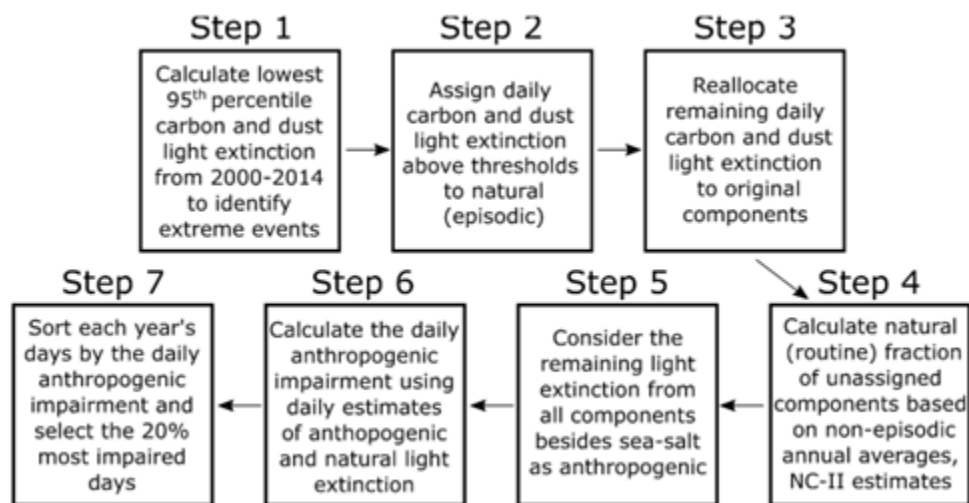 Step 1
Calculate lowest
95th percentile
carbon and dust
light extinction
from 2000-2014
to identify
extreme events
Step 2
Assign daily
carbon and dust
light extinction
above thresholds
to natural
(episodic)
Step 3
Reallocate
remaining daily
carbon and dust
light extinction
to original
components
Step 4
Calculate natural
(routine) fraction
of unassigned
components based
on non-episodic
annual averages,
NC-II estimates
Step 5
Consider the
remaining light
extinction from
all components
besides sea-salt
as anthropogenic
Step 6
Calculate the daily
anthropogenic
impairment using
daily estimates
of anthopogenic
and natural light
extinction
Step 7
Sort each year's
days by the daily
anthropogenic
impairment and
select the 20%
most impaired
days